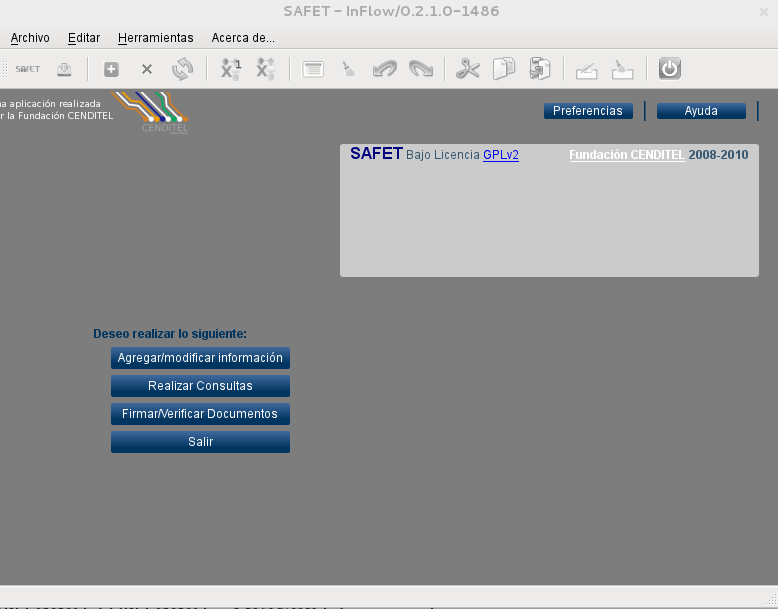 SAFET - InFlow/0.2.1.0-1486
Archivo Editar Herramientas Acerca de...
SAFET
na aplicación realizada
r la Fundación CENDITEL
CENDITEL
Preferencias Ayuda
SAFET Bajo Licencia GPLv2 Fundación CENDITEL 2008-2010
Deseo realizar lo siguiente:
Agregar/modificar información
Realizar Consultas
Firmar/Verificar Documentos
Salir